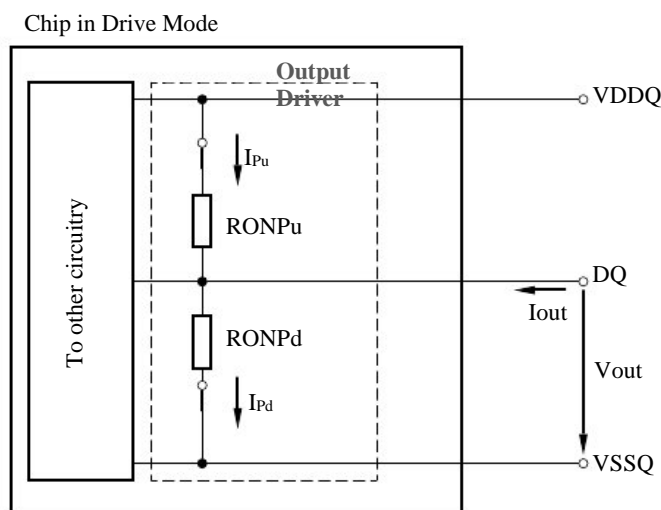 Chip in Drive Mode
Output
Driver
VDDQ
IPu
RONPu
To other circuitry
DQ
Iout
RONPd
Vout
IPd
VSSQ